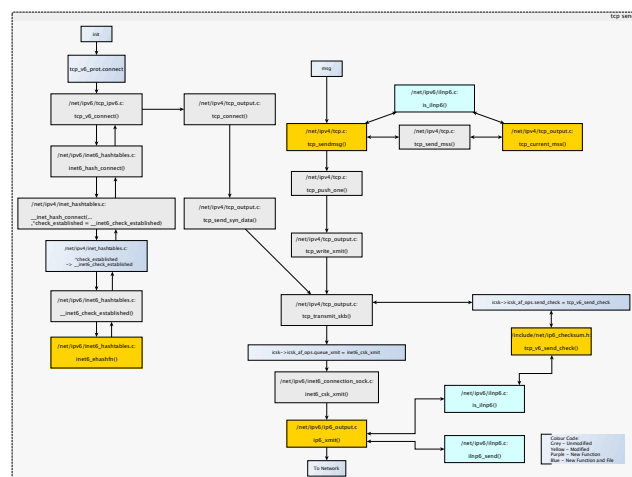 tcp sen
init
tcp_v6_prot.connect
msg
/net/ipv6/tcp_ipv6.c:
tcp_v6_connect()
/net/ipv4/tcp_output.c:
tcp_connect()
/net/ipv6/ilnp6.c:
is_ilnp6()
/net/ipv4/tcp.c:
tcp_sendmsg()
/net/ipv4/tcp.c:
tcp_send_mss()
/net/ipv4/tcp_output.c:
tcp_current_mss()
/net/ipv6/inet6_hashtables.c:
inet6_hash_connect()
/net/ipv4/tcp_output.c:
tcp_push_one()
/net/ipv4/inet_hashtables.c:
__inet_hash_connect(...
,*check_established = __inet6_check_established)
/net/ipv4/tcp_output.c:
tcp_send_syn_data()
/net/ipv4/inet_hashtables.c:
*check_established
-> __inet6_check_established
/net/ipv4/tcp_output.c:
tcp_write_xmit()
/net/ipv6/inet6_hashtables.c:
__inet6_check_established()
/net/ipv4/tcp_output.c:
tcp_transmit_skb()
icsk->icsk_af_ops.send_check = tcp_v6_send_check
/net/ipv6/inet6_hashtables.c:
inet6_ehashfn()
icsk->icsk_af_ops.queue_xmit = inet6_csk_xmit
/include/net/ip6_checksum.h:
tcp_v6_send_check()
/net/ipv6/inet6_connection_sock.c:
inet6_csk_xmit()
/net/ipv6/ilnp6.c:
is_ilnp6()
/net/ipv6/ip6_output.c:
ip6_xmit()
/net/ipv6/ilnp6.c:
ilnp6_send()
To Network
Colour Code:
Grey - Unmodified
Yellow - Modified
Purple - New Function
Blue - New Function and File